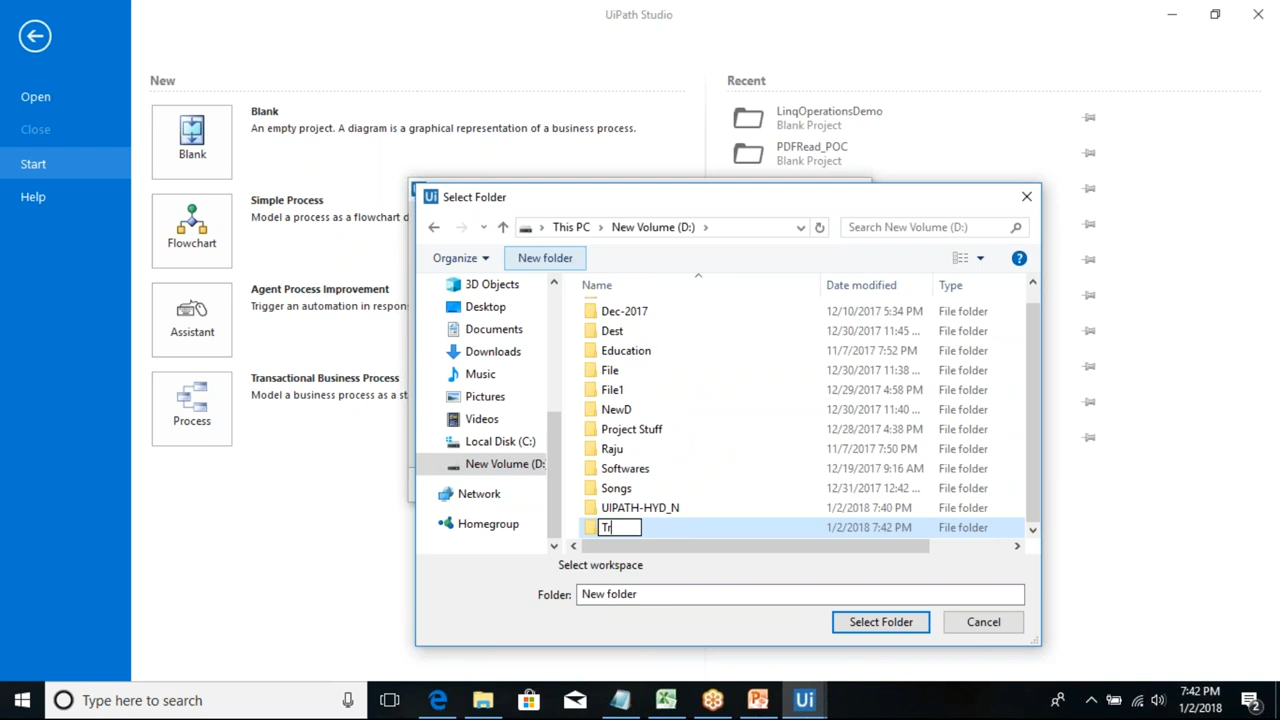 UiPath Studio
Open
Close
Start
Help
New
Blank
Blank
An empty project. A diagram is a graphical representation of a business process.
Flowchart
Simple Process
Model a process as a flowchart d
Assistant
Agent Process Improvement
Trigger an automation in respon
Process
Transactional Business Process
Model a business process as a st
Recent
LinqOperationsDemo
Blank Project
PDFRead_POC
Blank Project
Ui Select Folder
This PC > New Volume (D:) >
Search New Volume (D:)
Organize
New folder
3D Objects
Desktop
Documents
Downloads
Music
Pictures
Videos
Local Disk (C:)
New Volume (D:
Network
Homegroup
Name Date modified Type
Dec-2017 12/10/2017 5:34 PM File folder
Dest 12/30/2017 11:45 ... File folder
Education 11/7/2017 7:52 PM File folder
File 12/30/2017 11:38 ... File folder
File1 12/29/2017 4:58 PM File folder
NewD 12/30/2017 11:40 ... File folder
Project Stuff 12/28/2017 4:38 PM File folder
Raju 11/7/2017 7:50 PM File folder
Softwares 12/19/2017 9:16 AM File folder
Songs 12/31/2017 12:42 ... File folder
UIPATH-HYD_N 1/2/2018 7:40 PM File folder
Tr 1/2/2018 7:42 PM File folder
Select workspace
Folder: New folder
Select Folder
Cancel
Type here to search
Ui
7:42 PM
1/2/2018
2